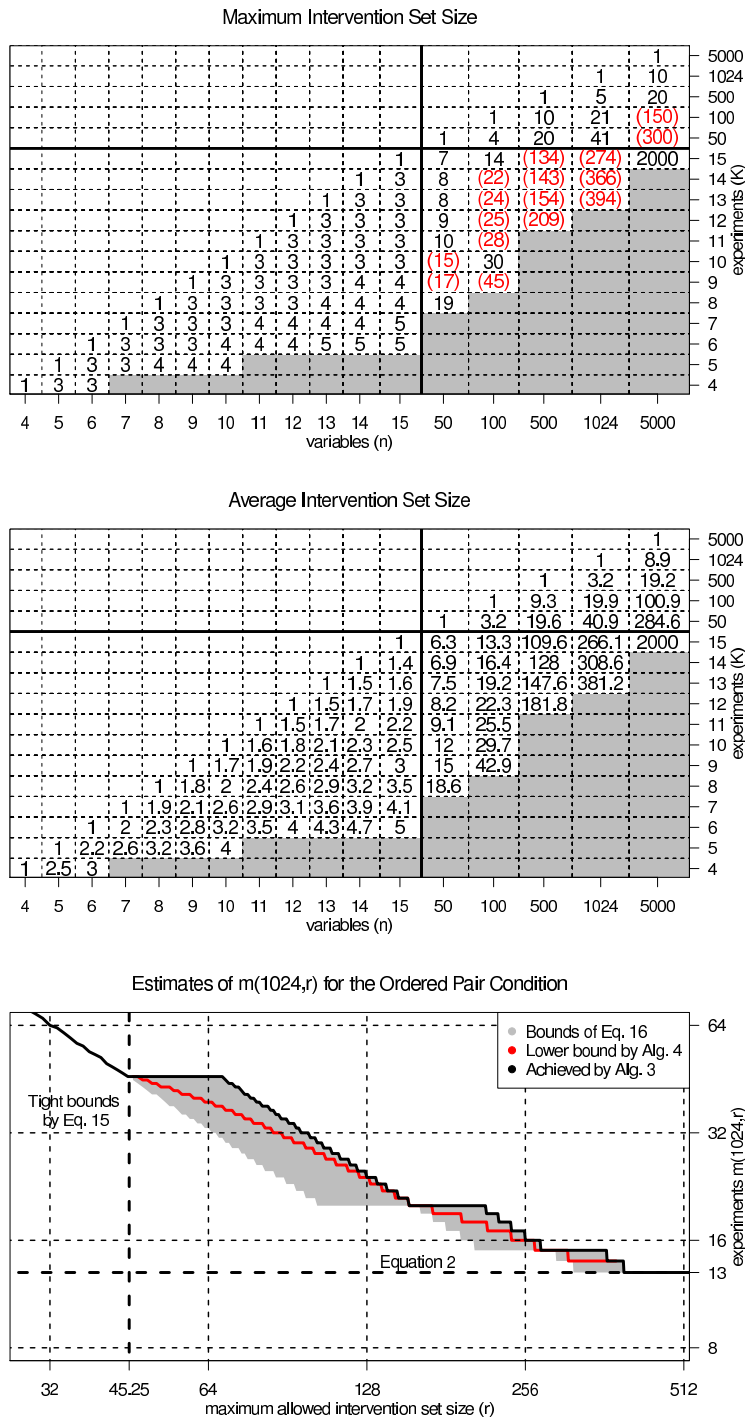 Maximum Intervention Set Size
1 5000
1 10 1024
1 5 20 500
1 10 21 (150) 100
1 4 20 41 (300) 50
1 7 14 (134) (274) 2000 15
1 3 8 (22) (143) (366) 14
1 3 3 8 (24) (154) (394) 13
1 3 3 3 9 (25) (209) 12
1 3 3 3 3 10 (28) 11
1 3 3 3 3 3 (15) 30 10
1 3 3 3 3 4 4 (17) (45) 9
1 3 3 3 3 4 4 4 19 8
1 3 3 3 4 4 4 4 5 7
1 3 3 3 4 4 4 5 5 5 6
1 3 3 4 4 4 5
1 3 3 4
experiments (K)
4 5 6 7 8 9 10 11 12 13 14 15 50 100 500 1024 5000
variables (n)
Average Intervention Set Size
1 5000
1 8.9 1024
1 3.2 19.2 500
1 9.3 19.9 100.9 100
1 3.2 19.6 40.9 284.6 50
1 6.3 13.3 109.6 266.1 2000 15
1 1.4 6.9 16.4 128 308.6 14
1 1.5 1.6 7.5 19.2 147.6 381.2 13
1 1.5 1.7 1.9 8.2 22.3 181.8 12
1 1.5 1.7 2 2.2 9.1 25.5 11
1 1.6 1.8 2.1 2.3 2.5 12 29.7 10
1 1.7 1.9 2.2 2.4 2.7 3 15 42.9 9
1 1.8 2 2.4 2.6 2.9 3.2 3.5 18.6 8
1 1.9 2.1 2.6 2.9 3.1 3.6 3.9 4.1 7
1 2 2.3 2.8 3.2 3.5 4 4.3 4.7 5 6
1 2.2 2.6 3.2 3.6 4 5
1 2.5 3 4
experiments (K)
4 5 6 7 8 9 10 11 12 13 14 15 50 100 500 1024 5000
variables (n)
Estimates of m(1024,r) for the Ordered Pair Condition
Bounds of Eq. 16
Lower bound by Alg. 4
Achieved by Alg. 3
Tight bounds
by Eq. 15
Equation 2
64
32
16
13
8
experiments m(1024,r)
32 45.25 64 128 256 512
maximum allowed intervention set size (r)